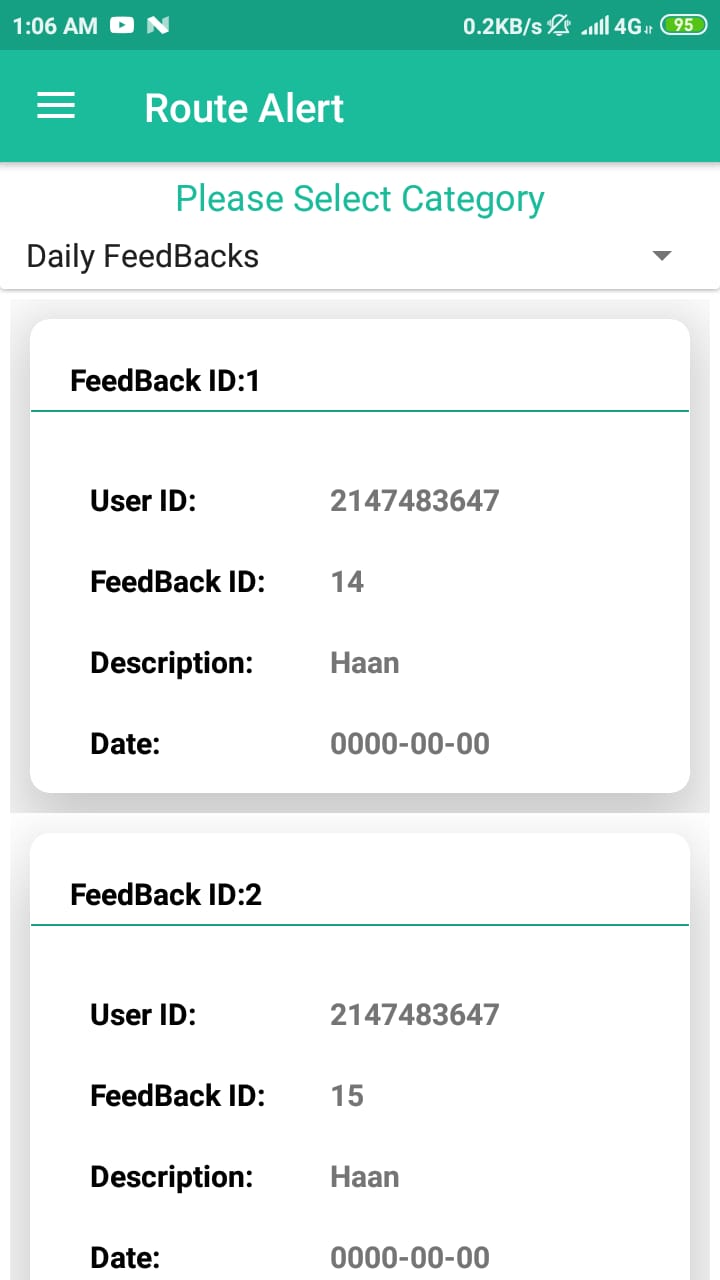 1:06 AM 0.2KB/s 4G 95
Route Alert
Please Select Category
Daily FeedBacks
FeedBack ID:1
User ID: 2147483647
FeedBack ID: 14
Description: Haan
Date: 0000-00-00
FeedBack ID:2
User ID: 2147483647
FeedBack ID: 15
Description: Haan
Date: 0000-00-00